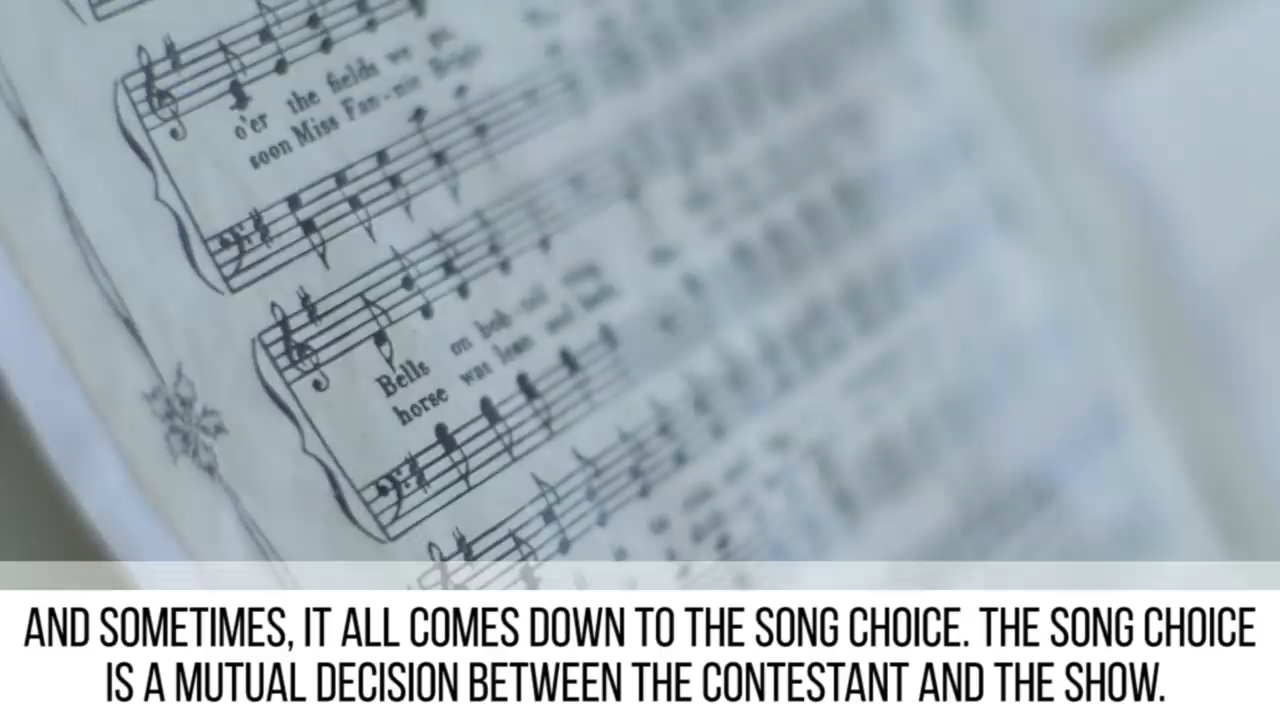 o'er the fields we go,
soon Miss Fan-nie Bright
Bells on bob-tail ring
horse was lean and lank
AND SOMETIMES, IT ALL COMES DOWN TO THE SONG CHOICE. THE SONG CHOICE
IS A MUTUAL DECISION BETWEEN THE CONTESTANT AND THE SHOW.